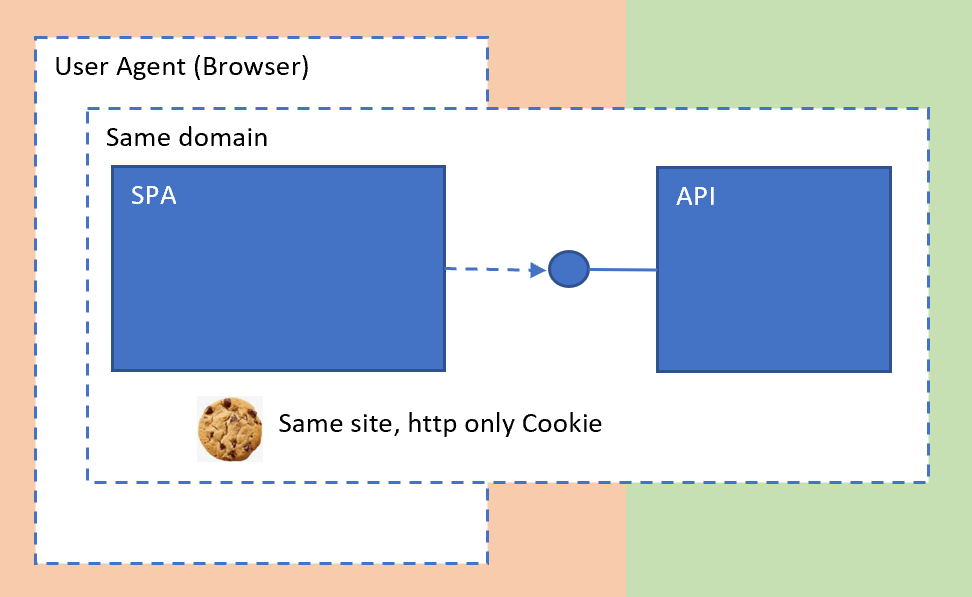 User Agent (Browser)
Same domain
SPA
API
Same site, http only Cookie